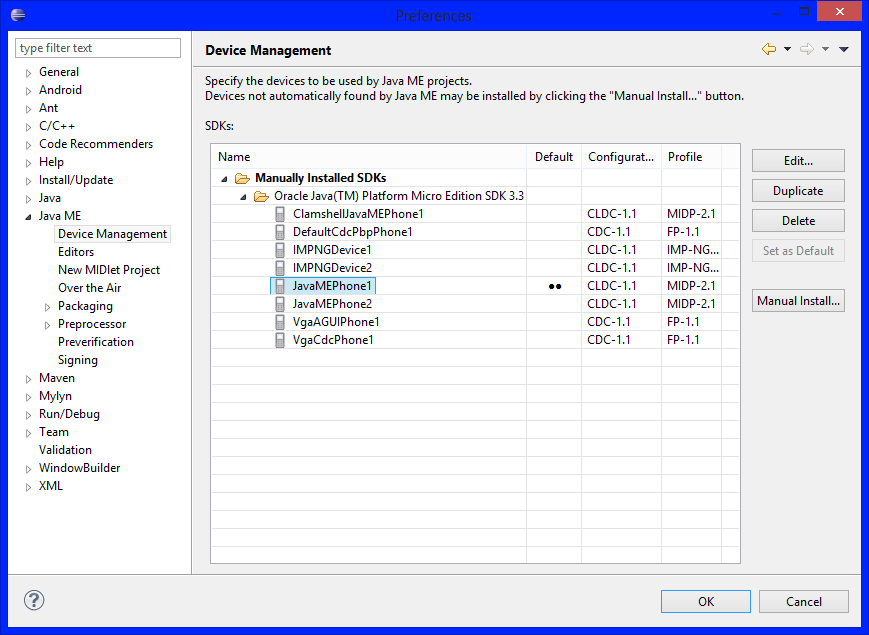 Preferences
type filter text
General
Android
Ant
C/C++
Code Recommenders
Help
Install/Update
Java
Java ME
Device Management
Editors
New MIDlet Project
Over the Air
Packaging
Preprocessor
Preverification
Signing
Maven
Mylyn
Run/Debug
Team
Validation
WindowBuilder
XML
Device Management
Specify the devices to be used by Java ME projects.
Devices not automatically found by Java ME may be installed by clicking the "Manual Install..." button.
SDKs:
Name Default Configurat... Profile
Manually Installed SDKs
Oracle Java(TM) Platform Micro Edition SDK 3.3
ClamshellJavaMEPhone1 CLDC-1.1 MIDP-2.1
DefaultCdcPbpPhone1 CDC-1.1 FP-1.1
IMPNGDevice1 CLDC-1.1 IMP-NG...
IMPNGDevice2 CLDC-1.1 IMP-NG...
JavaMEPhone1 •• CLDC-1.1 MIDP-2.1
JavaMEPhone2 CLDC-1.1 MIDP-2.1
VgaAGUIPhone1 CDC-1.1 FP-1.1
VgaCdcPhone1 CDC-1.1 FP-1.1
Edit...
Duplicate
Delete
Set as Default
Manual Install...
?
OK
Cancel